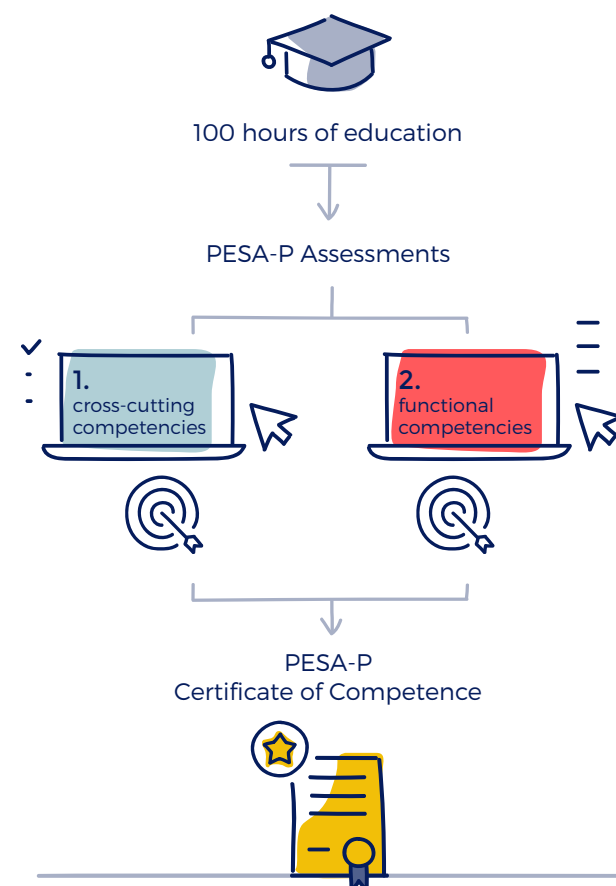 100 hours of education
PESA-P Assessments
1.
cross-cutting
competencies
2.
functional
competencies
PESA-P
Certificate of Competence